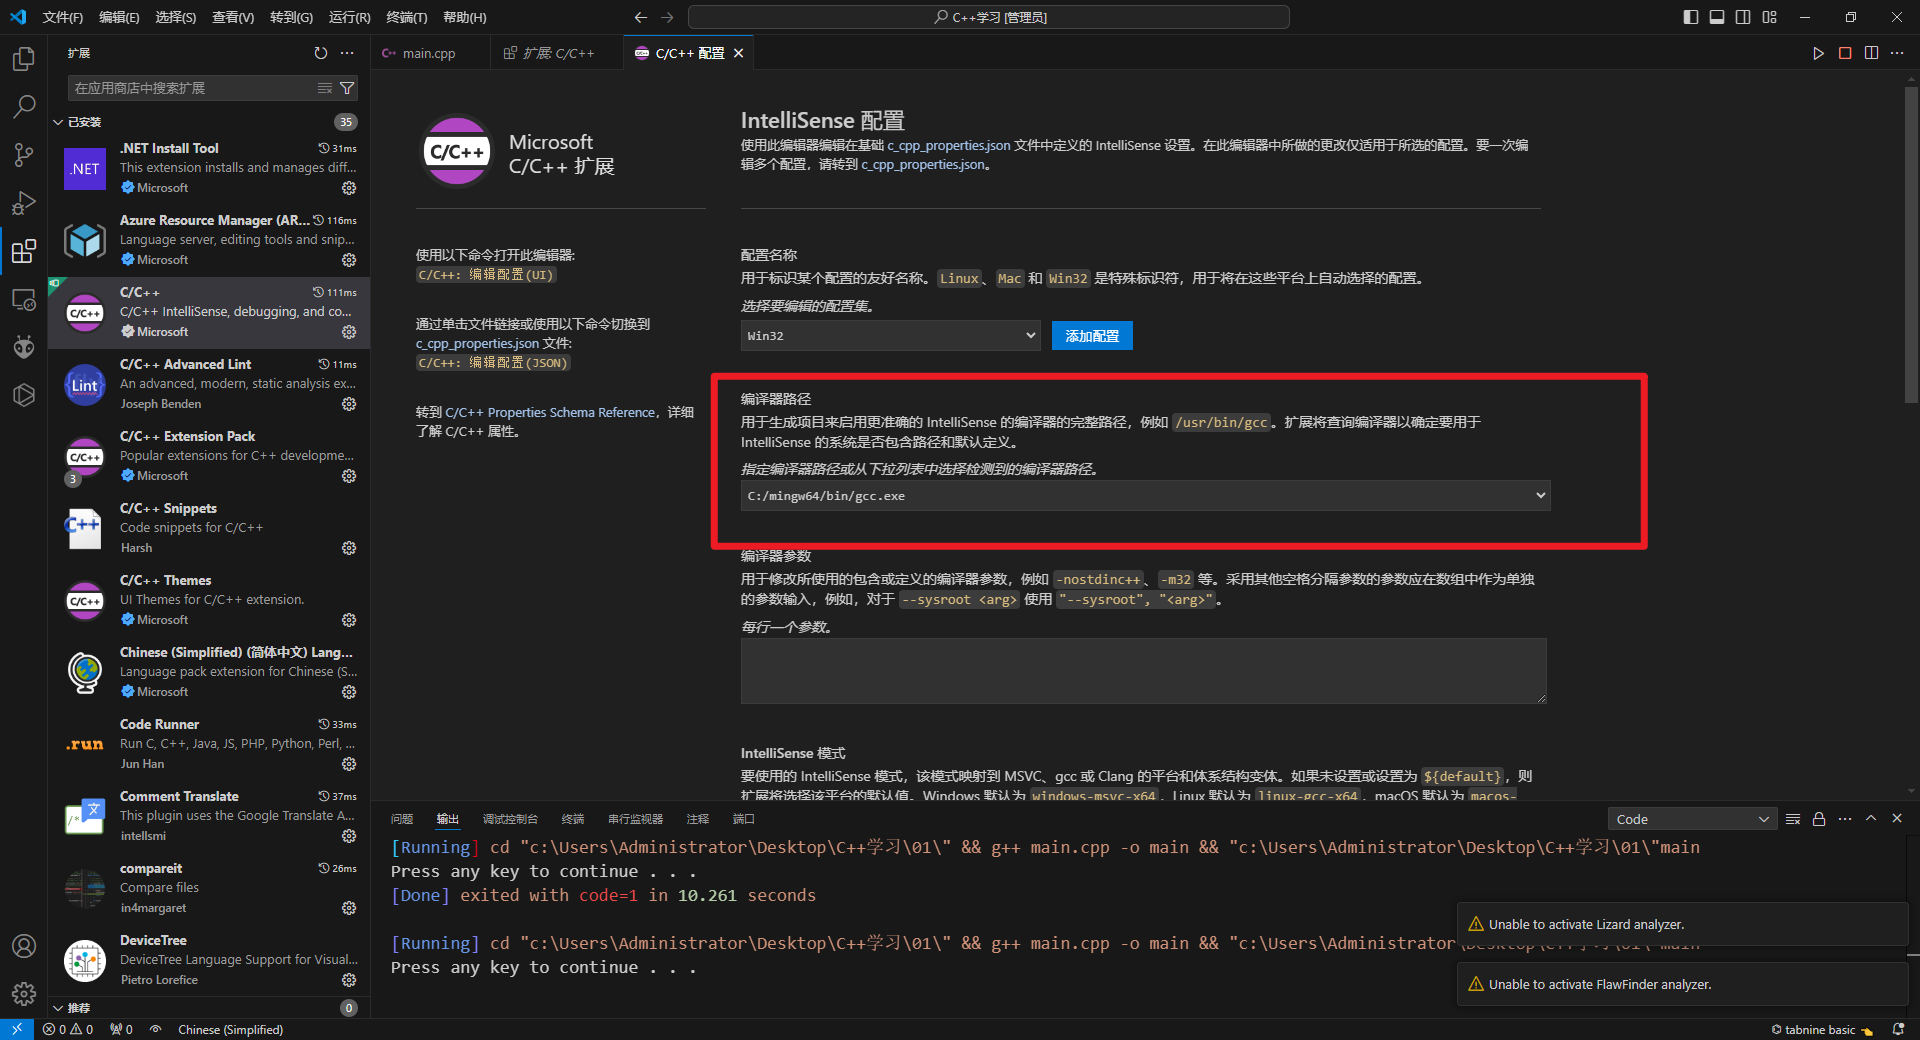 文件(F) 编辑(E) 选择(S) 查看(V) 转到(G) 运行(R) 终端(T) 帮助(H)
C++学习 [管理员]
扩展
main.cpp
扩展: C/C++
C/C++ 配置
在应用商店中搜索扩展
已安装
35
.NET
.NET Install Tool
31ms
This extension installs and manages diff...
Microsoft
Azure Resource Manager (AR...
116ms
Language server, editing tools and snip...
Microsoft
C/C++
C/C++
111ms
C/C++ IntelliSense, debugging, and co...
Microsoft
Lint
C/C++ Advanced Lint
11ms
An advanced, modern, static analysis ex...
Joseph Benden
C/C++
3
C/C++ Extension Pack
Popular extensions for C++ developme...
Microsoft
C++
C/C++ Snippets
Code snippets for C/C++
Harsh
C/C++
C/C++ Themes
UI Themes for C/C++ extension.
Microsoft
Chinese (Simplified) (简体中文) Lang...
Language pack extension for Chinese (S...
Microsoft
.run
Code Runner
33ms
Run C, C++, Java, JS, PHP, Python, Perl, ...
Jun Han
Comment Translate
37ms
This plugin uses the Google Translate A...
intellsmi
compareit
26ms
Compare files
in4margaret
DeviceTree
DeviceTree Language Support for Visual...
Pietro Lorefice
推荐
0
C/C++
Microsoft
C/C++ 扩展
使用以下命令打开此编辑器:
C/C++: 编辑配置(UI)
通过单击文件链接或使用以下命令切换到
c_cpp_properties.json 文件:
C/C++: 编辑配置(JSON)
转到 C/C++ Properties Schema Reference，详细
了解 C/C++ 属性。
IntelliSense 配置
使用此编辑器编辑在基础 c_cpp_properties.json 文件中定义的 IntelliSense 设置。在此编辑器中所做的更改仅适用于所选的配置。要一次编
辑多个配置，请转到 c_cpp_properties.json。
配置名称
用于标识某个配置的友好名称。Linux、Mac 和 Win32 是特殊标识符，用于将在这些平台上自动选择的配置。
选择要编辑的配置集。
Win32
添加配置
编译器路径
用于生成项目来启用更准确的 IntelliSense 的编译器的完整路径，例如 /usr/bin/gcc。扩展将查询编译器以确定要用于
IntelliSense 的系统是否包含路径和默认定义。
指定编译器路径或从下拉列表中选择检测到的编译器路径。
C:/mingw64/bin/gcc.exe
编译器参数
用于修改所使用的包含或定义的编译器参数，例如 -nostdinc++、-m32 等。采用其他空格分隔参数的参数应在数组中作为单独
的参数输入，例如，对于 --sysroot <arg> 使用 "--sysroot", "<arg>"。
每行一个参数。
IntelliSense 模式
要使用的 IntelliSense 模式，该模式映射到 MSVC、gcc 或 Clang 的平台和体系结构变体。如果未设置或设置为 ${default}，则
扩展将选择该平台的默认值。Windows 默认为 windows-msvc-x64，Linux 默认为 linux-gcc-x64，macOS 默认为 macos-
问题 输出 调试控制台 终端 串行监视器 注释 端口
Code
[Running] cd "c:\Users\Administrator\Desktop\C++学习\01\" && g++ main.cpp -o main && "c:\Users\Administrator\Desktop\C++学习\01\"main
Press any key to continue . . .
[Done] exited with code=1 in 10.261 seconds
[Running] cd "c:\Users\Administrator\Desktop\C++学习\01\" && g++ main.cpp -o main && "c:\Users\Administrator\Desktop\C++学习\01\"main
Press any key to continue . . .
Unable to activate Lizard analyzer.
Unable to activate FlawFinder analyzer.
0 0 0 Chinese (Simplified)
tabnine basic